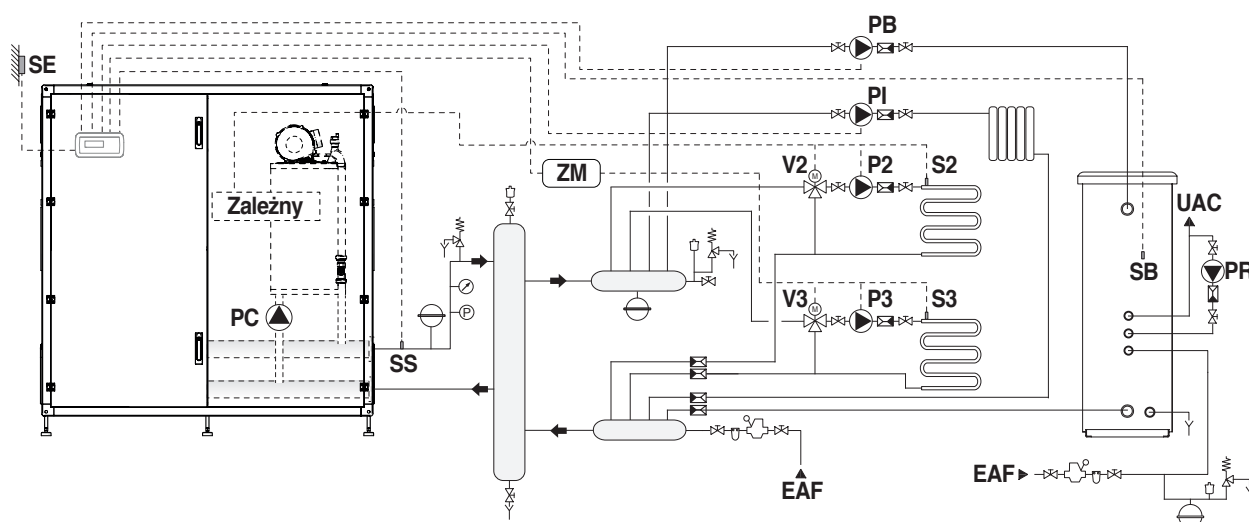 PB
SE
PI
V2
P2
S2
M
ZM
Zależny
UAC
SB
PR
V3
P3
S3
M
PC
P
SS
EAF
EAF